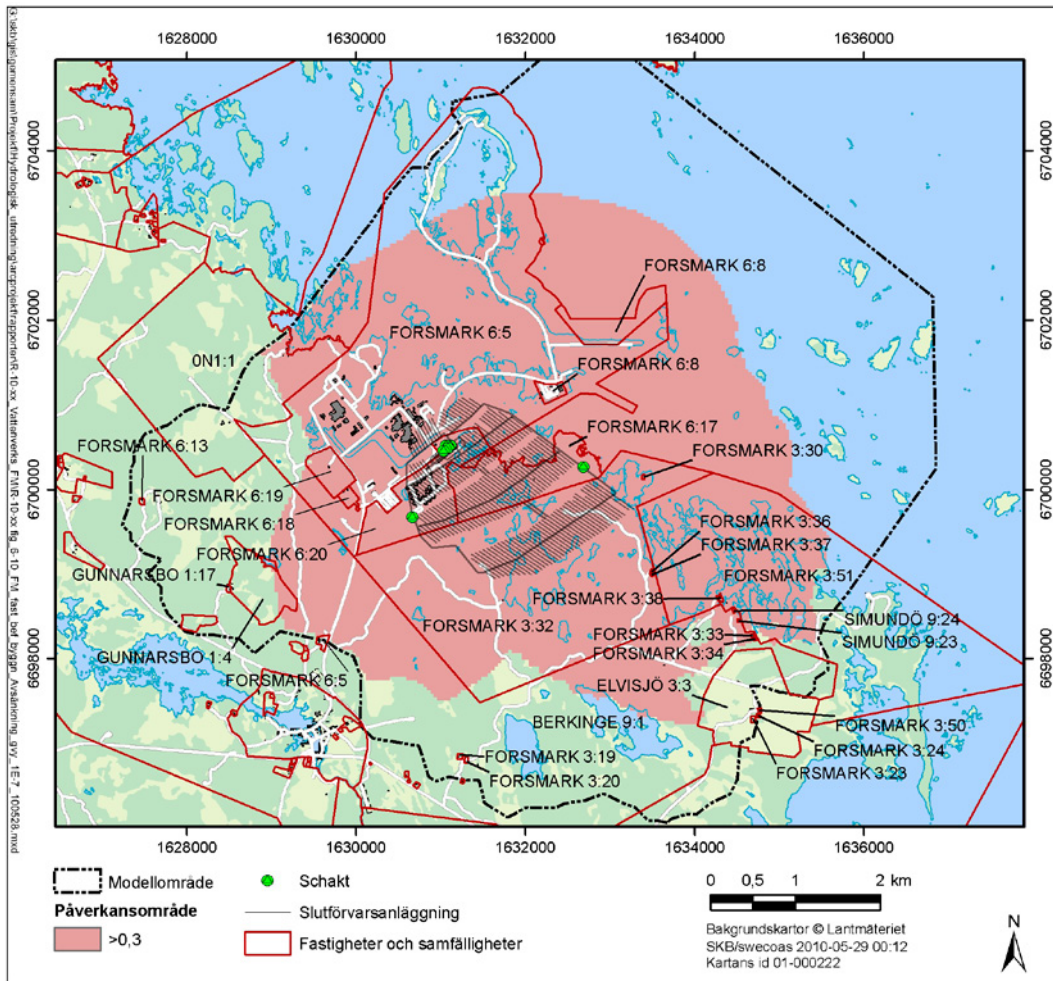 1628000
1630000
1632000
1634000
1636000
6704000
6704000
FORSMARK 6:8
6702000
6702000
FORSMARK 6:5
0N1:1
FORSMARK 6:8
FORSMARK 6:13
FORSMARK 6:17
FORSMARK 3:30
6700000
6700000
FORSMARK 6:19
FORSMARK 3:36
FORSMARK 6:18
FORSMARK 3:37
FORSMARK 6:20
GUNNARSBO 1:17
FORSMARK 3:51
FORSMARK 3:38
FORSMARK 3:32
SIMUNDÖ 9:24
FORSMARK 3:33
SIMUNDÖ 9:23
FORSMARK 3:34
GUNNARSBO 1:4
6698000
6698000
FORSMARK 6:5
ELVISJÖ 3:3
BERKINGE 9:1
FORSMARK 3:50
FORSMARK 3:19
FORSMARK 3:24
FORSMARK 3:20
FORSMARK 3:23
1628000
1630000
1632000
1634000
1636000
Modellområde
Schakt
Påverkansområde
Slutförvarsanläggning
>0,3
Fastigheter och samfälligheter
0 0,5 1 2 km
Bakgrundskartor © Lantmäteriet
SKB/swecoas 2010-05-29 00:12
Kartans id 01-000222
N